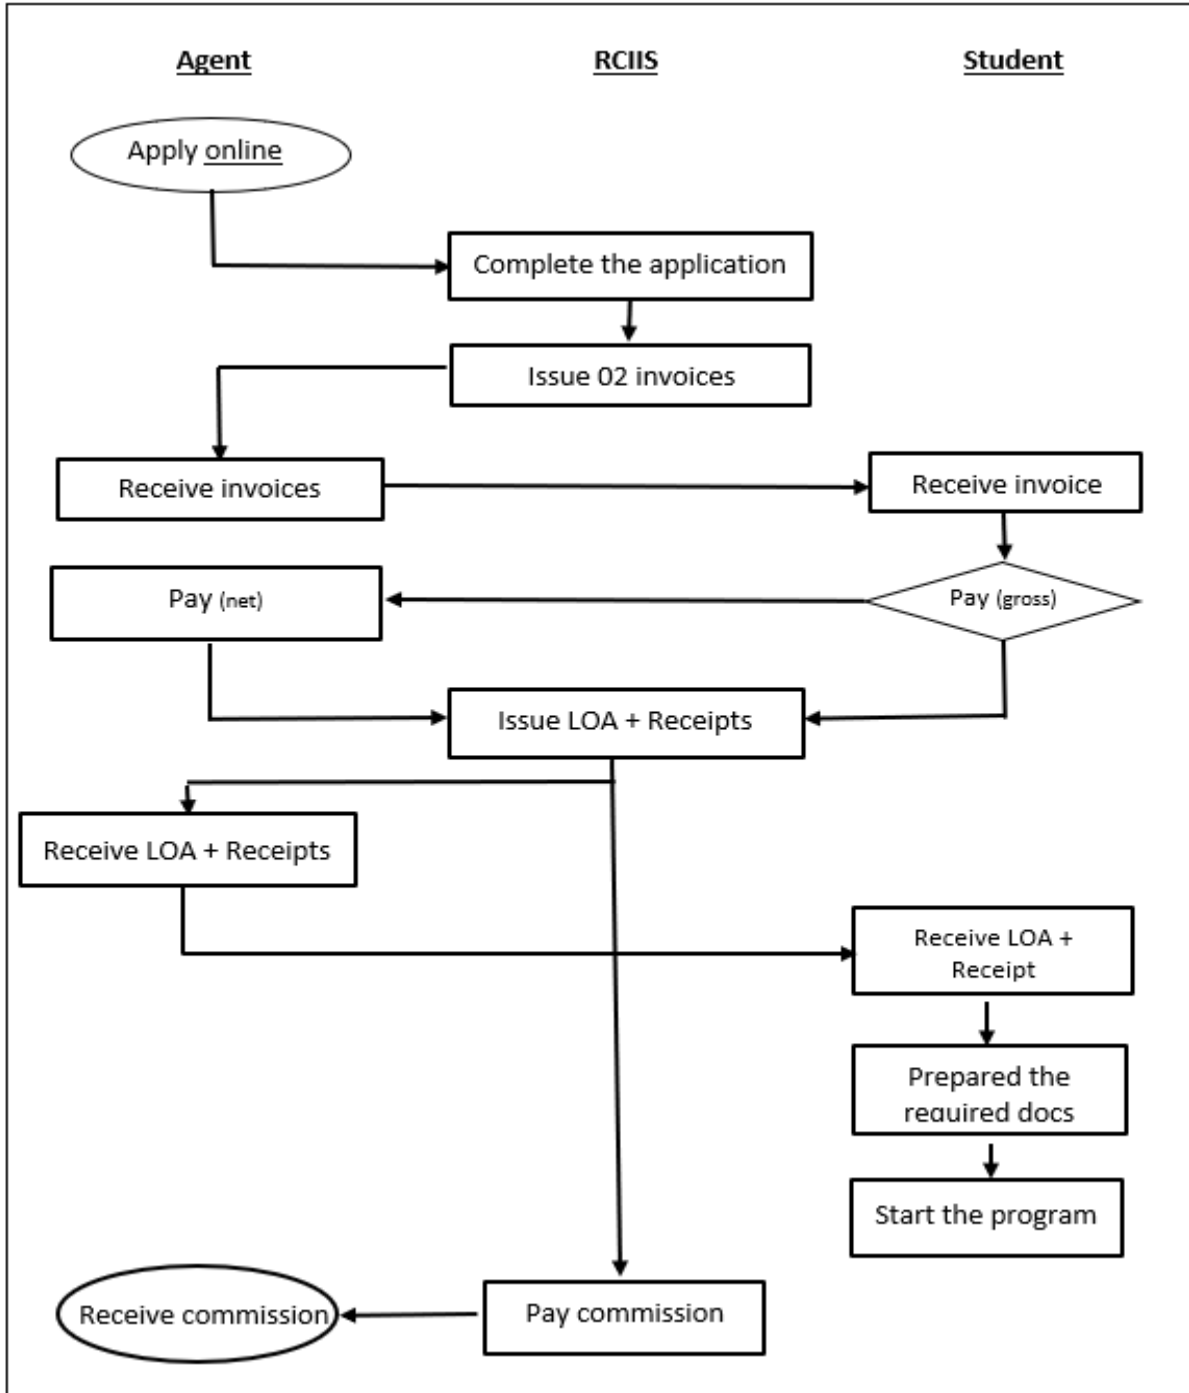 Agent
RCIIS
Student
Apply online
Complete the application
Issue 02 invoices
Receive invoices
Receive invoice
Pay (net)
Pay (gross)
Issue LOA + Receipts
Receive LOA + Receipts
Receive LOA +
Receipt
Prepared the
required docs
Start the program
Receive commission
Pay commission